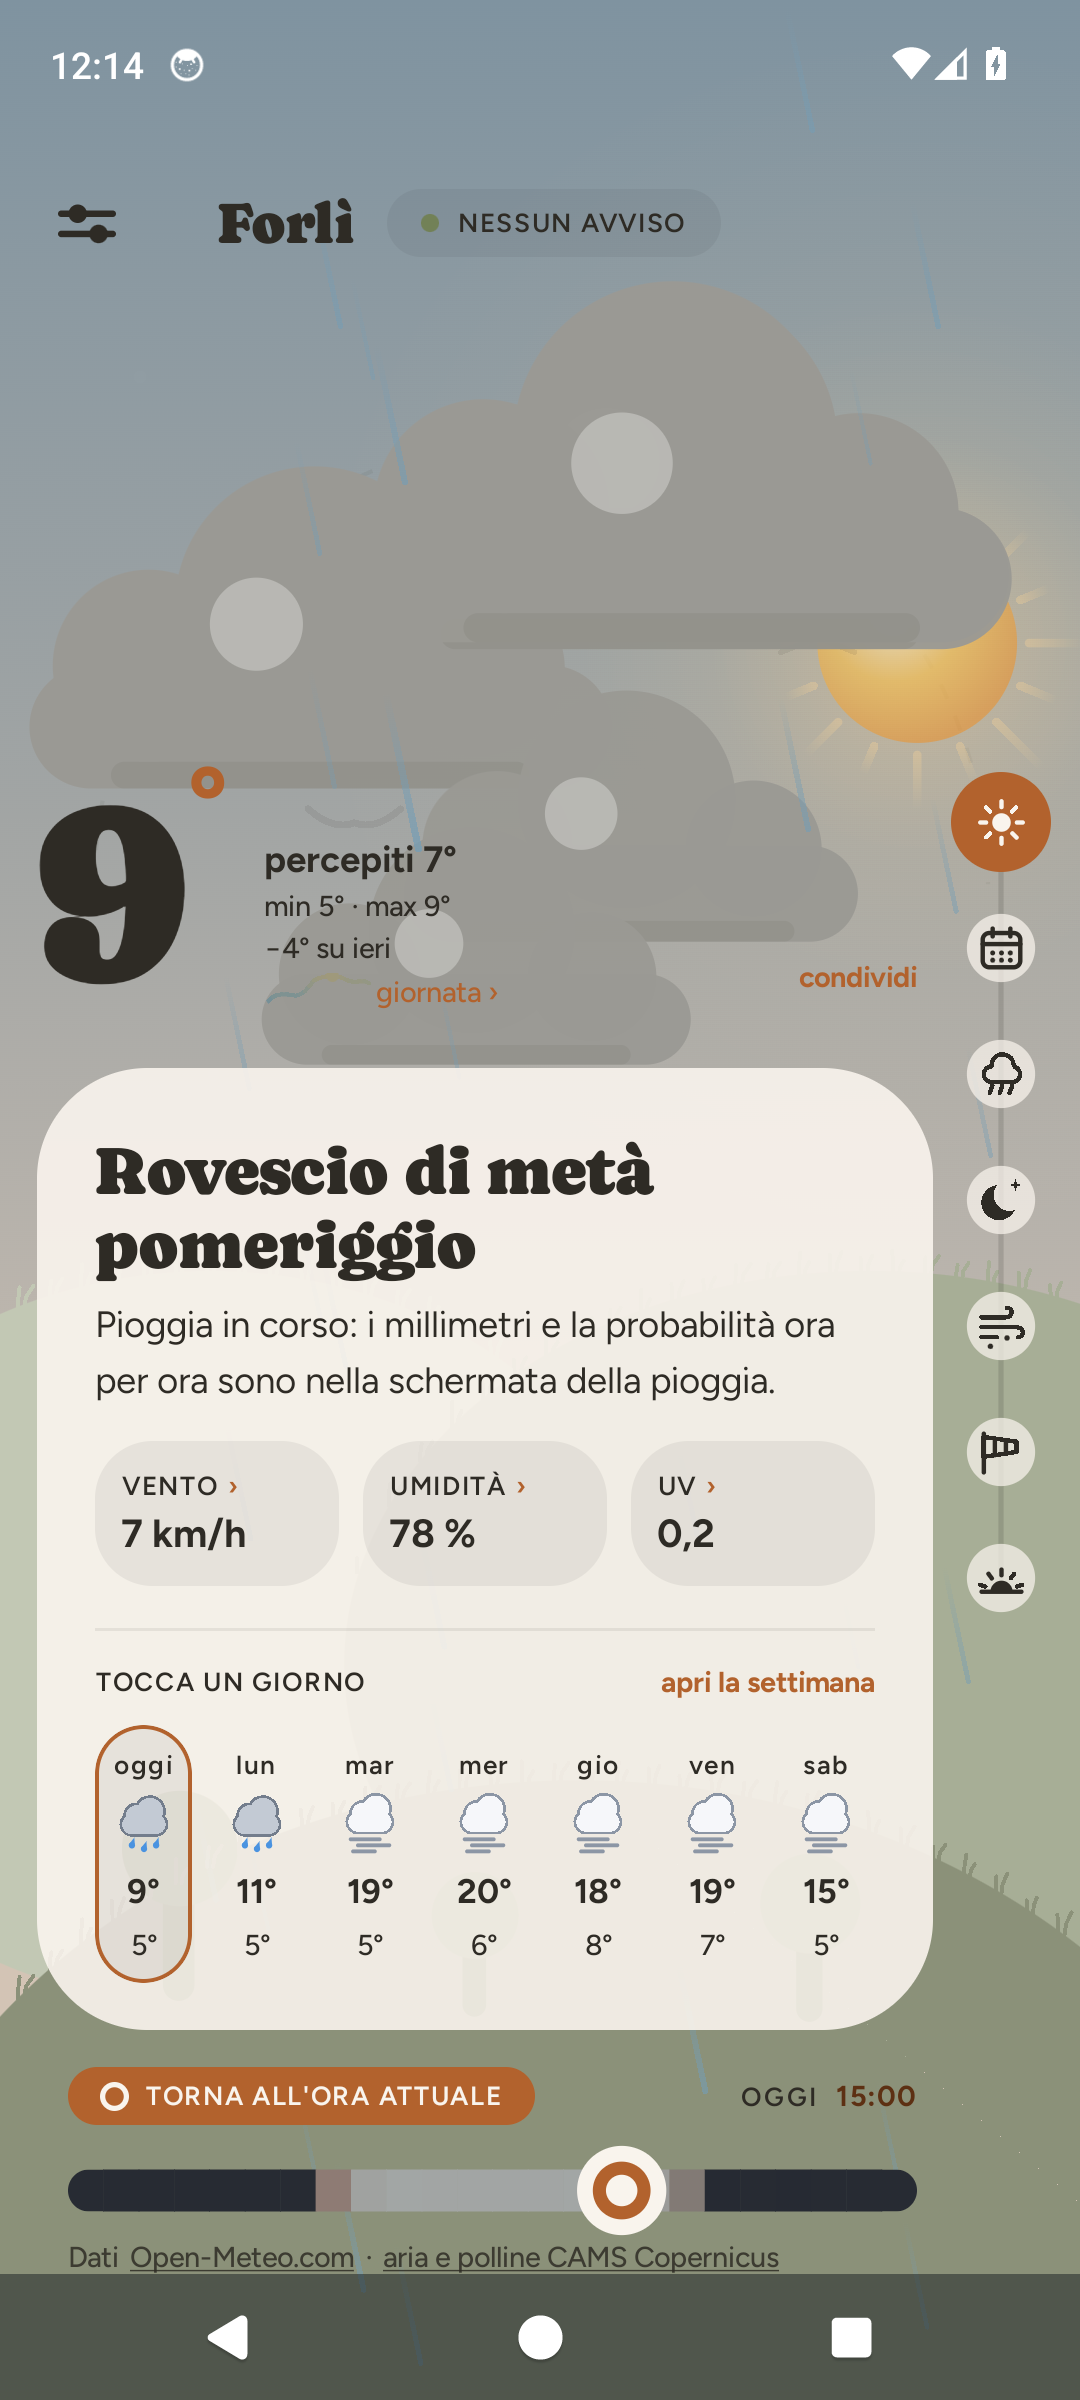 12:14
Forlì
NESSUN AVVISO
9°
percepiti 7°
min 5° · max 9°
−4° su ieri
giornata ›
condividi
Rovescio di metà
pomeriggio
Pioggia in corso: i millimetri e la probabilità ora
per ora sono nella schermata della pioggia.
VENTO › UMIDITÀ › UV ›
7 km/h 78 % 0,2
TOCCA UN GIORNO apri la settimana
oggi lun mar mer gio ven sab
9° 11° 19° 20° 18° 19° 15°
5° 5° 5° 6° 8° 7° 5°
TORNA ALL'ORA ATTUALE OGGI 15:00
Dati Open-Meteo.com · aria e polline CAMS Copernicus